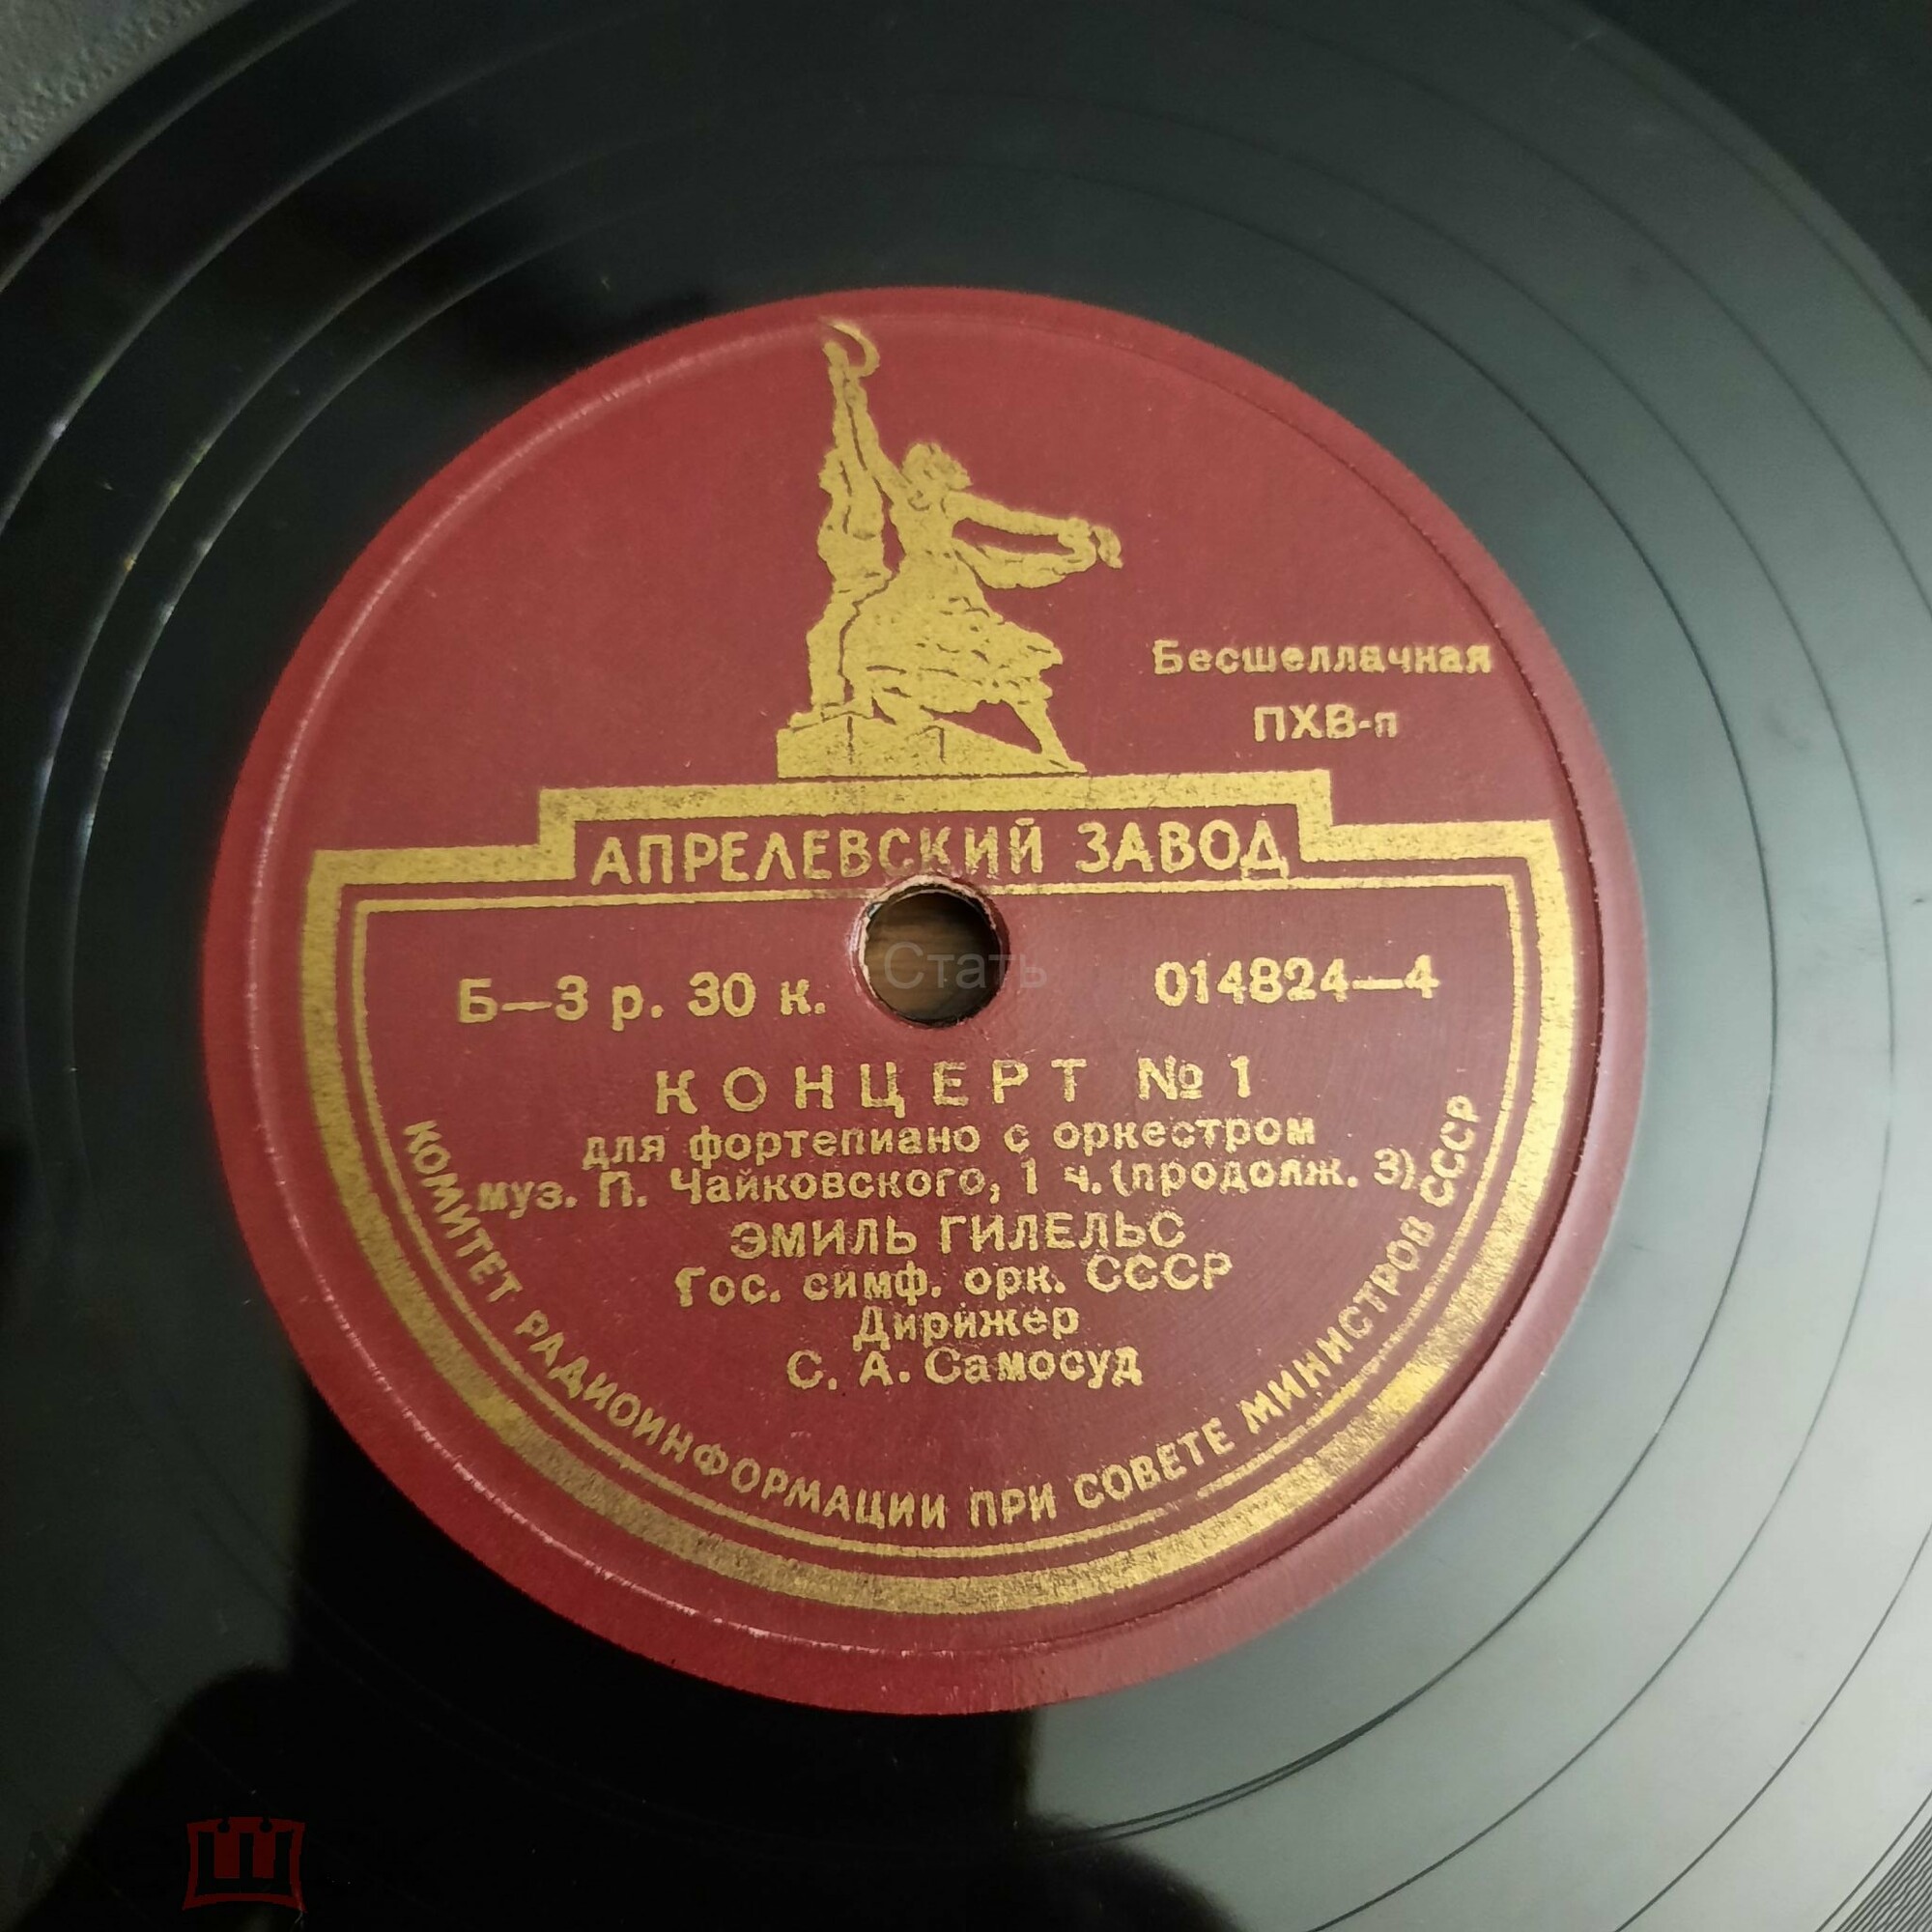 Бесшеллачная
ПХВ-п
АПРЕЛЕВСКИЙ ЗАВОД
Б—3 р. 30 к.
014824—4
Стать
КОНЦЕРТ № 1
для фортепиано с оркестром
муз. П. Чайковского, 1 ч. (продолж. 3)
ЭМИЛЬ ГИЛЕЛЬС
Гос. симф. орк. СССР
Дирижер
С. А. Самосуд
КОМИТЕТ РАДИОИНФОРМАЦИИ ПРИ СОВЕТЕ МИНИСТРОВ СССР